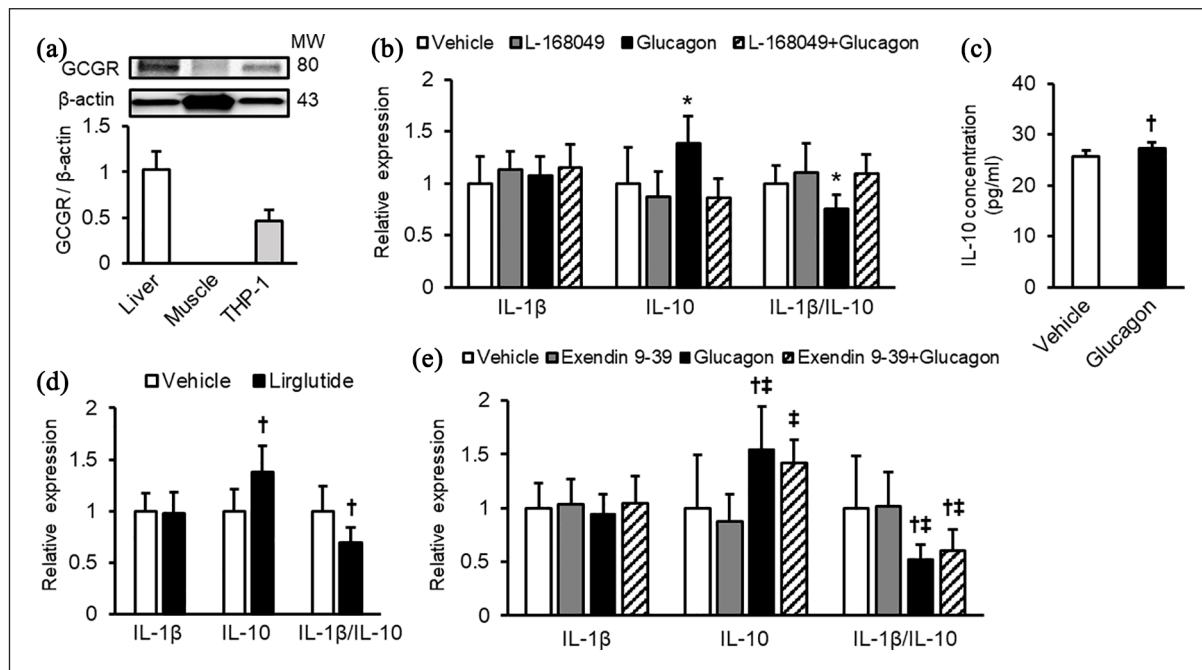 (a)
MW
GCGR
80
β-actin
43
GCGR / β-actin
1.5
1
0.5
0
Liver
Muscle
THP-1
(b)
Vehicle L-168049 Glucagon L-168049+Glucagon
Relative expression
2
1.5
1
0.5
0
*
*
IL-1β IL-10 IL-1β/IL-10
(c)
IL-10 concentration
(pg/ml)
40
30
20
10
0
†
Vehicle
Glucagon
(d)
Vehicle Lirglutide
Relative expression
2
1.5
1
0.5
0
†
†
IL-1β IL-10 IL-1β/IL-10
(e)
Vehicle Exendin 9-39 Glucagon Exendin 9-39+Glucagon
Relative expression
2
1.5
1
0.5
0
†‡
‡
†‡
†‡
IL-1β IL-10 IL-1β/IL-10